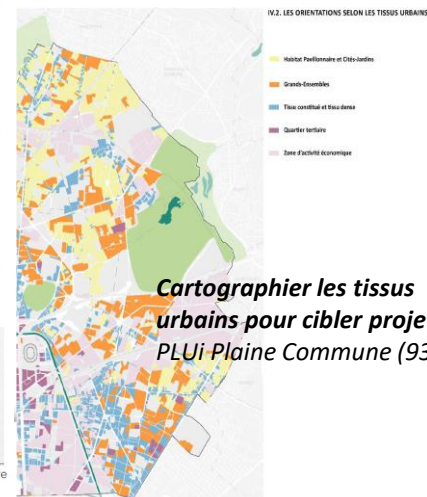 IV.2. LES ORIENTATIONS SELON LES TISSUS URBAINS
Habitat Pavillonnaire et Cités-Jardins
Grands-Ensembles
Tissu constitué et tissu dense
Quartier tertiaire
Zone d'activité économique
Cartographier les tissus
urbains pour cibler proje
PLUi Plaine Commune (93